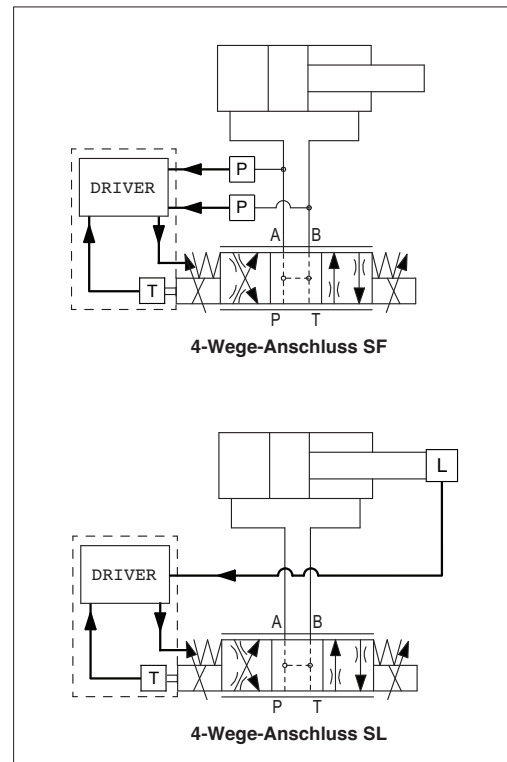 P
DRIVER
P
A B
T
P T
4-Wege-Anschluss SF
L
DRIVER
A B
T
P T
4-Wege-Anschluss SL